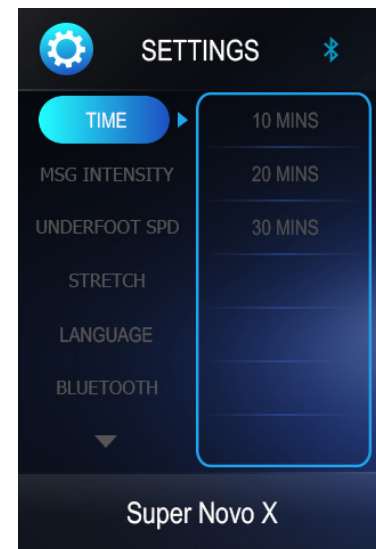 SETTINGS
TIME
10 MINS
MSG INTENSITY
20 MINS
UNDERFOOT SPD
30 MINS
STRETCH
LANGUAGE
BLUETOOTH
Super Novo X